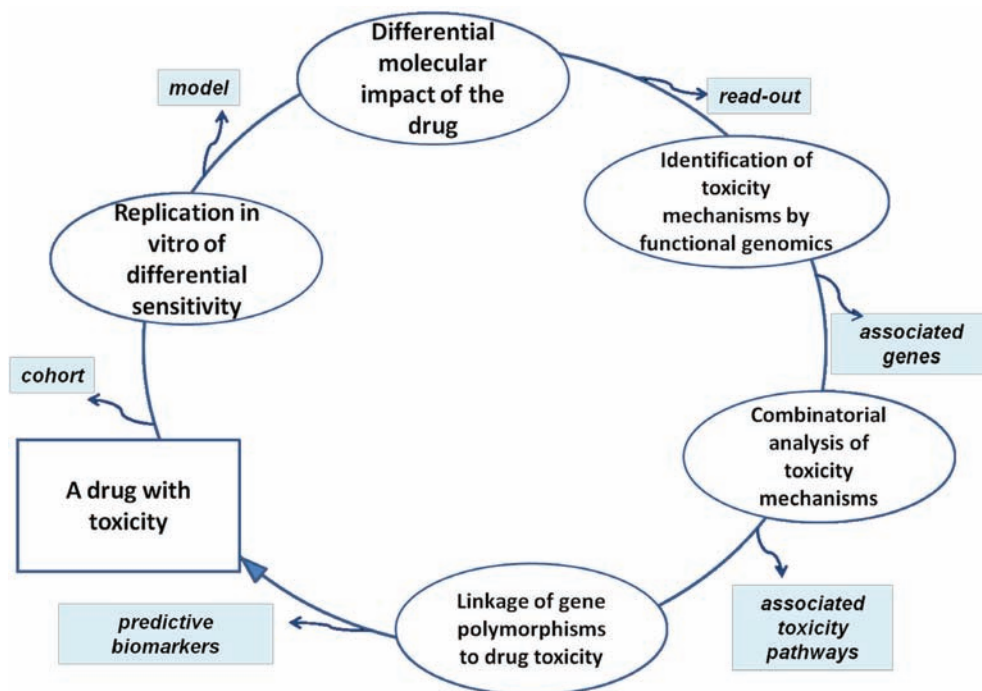 Differential
molecular
impact of the
drug
model
read-out
Identification of
toxicity
mechanisms by
functional genomics
Replication in
vitro of
differential
sensitivity
associated
genes
cohort
Combinatorial
analysis of
toxicity
mechanisms
A drug with
toxicity
Linkage of gene
polymorphisms
to drug toxicity
predictive
biomarkers
associated
toxicity
pathways